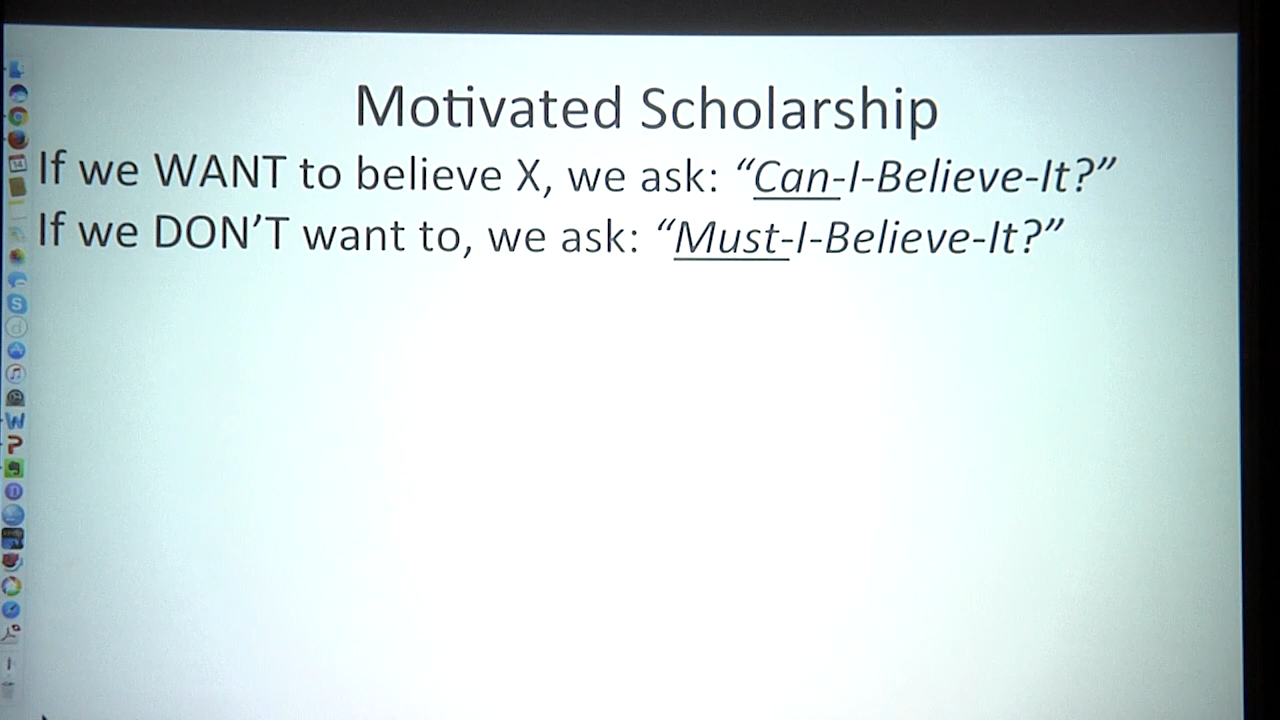 Motivated Scholarship
If we WANT to believe X, we ask: “Can-I-Believe-It?”
If we DON’T want to, we ask: “Must-I-Believe-It?”